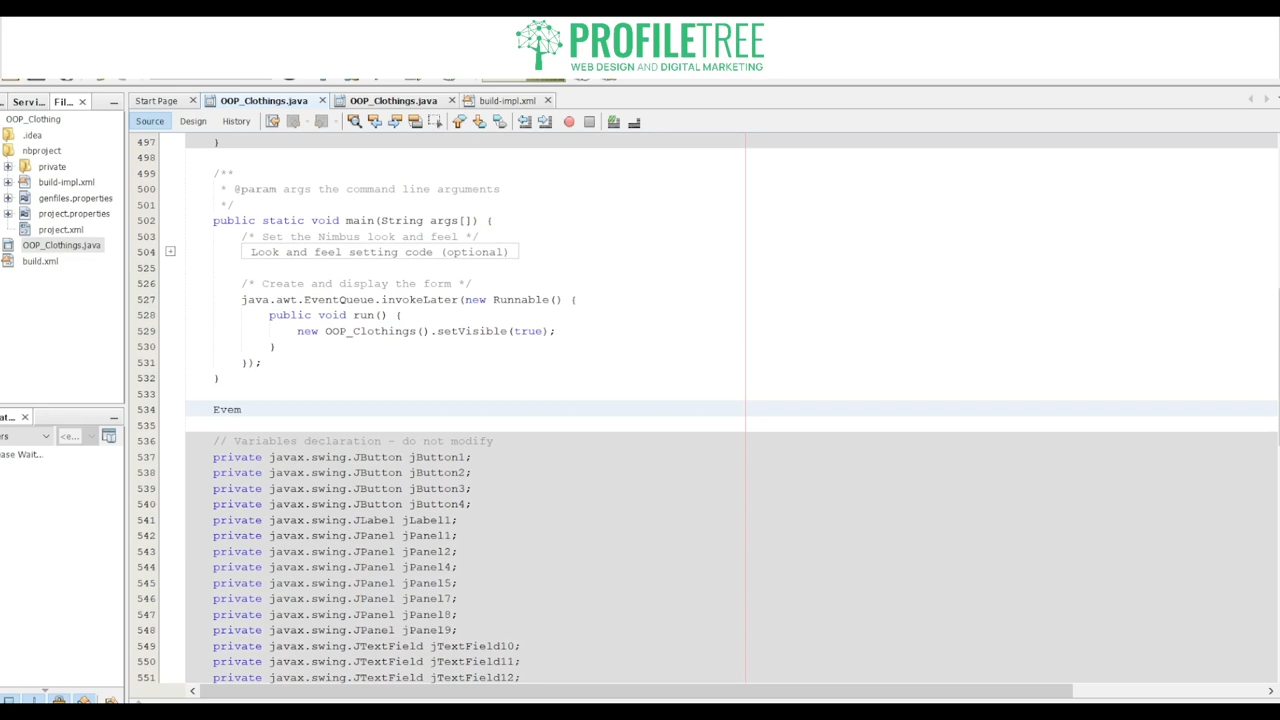 PROFILETREE
WEB DESIGN AND DIGITAL MARKETING
Servi... Fil...
Start Page OOP_Clothings.java OOP_Clothings.java build-impl.xml
Source Design History
OOP_Clothing
.idea
nbproject
private
build-impl.xml
genfiles.properties
project.properties
project.xml
OOP_Clothings.java
build.xml
at...
ers <e...
ase Wait...
497 }
498
499 /**
500 * @param args the command line arguments
501 */
502 public static void main(String args[]) {
503 /* Set the Nimbus look and feel */
504 Look and feel setting code (optional)
525
526 /* Create and display the form */
527 java.awt.EventQueue.invokeLater(new Runnable() {
528 public void run() {
529 new OOP_Clothings().setVisible(true);
530 }
531 });
532 }
533
534 Evem
535
536 // Variables declaration - do not modify
537 private javax.swing.JButton jButton1;
538 private javax.swing.JButton jButton2;
539 private javax.swing.JButton jButton3;
540 private javax.swing.JButton jButton4;
541 private javax.swing.JLabel jLabel1;
542 private javax.swing.JPanel jPanel1;
543 private javax.swing.JPanel jPanel2;
544 private javax.swing.JPanel jPanel4;
545 private javax.swing.JPanel jPanel5;
546 private javax.swing.JPanel jPanel7;
547 private javax.swing.JPanel jPanel8;
548 private javax.swing.JPanel jPanel9;
549 private javax.swing.JTextField jTextField10;
550 private javax.swing.JTextField jTextField11;
551 private javax.swing.JTextField jTextField12;